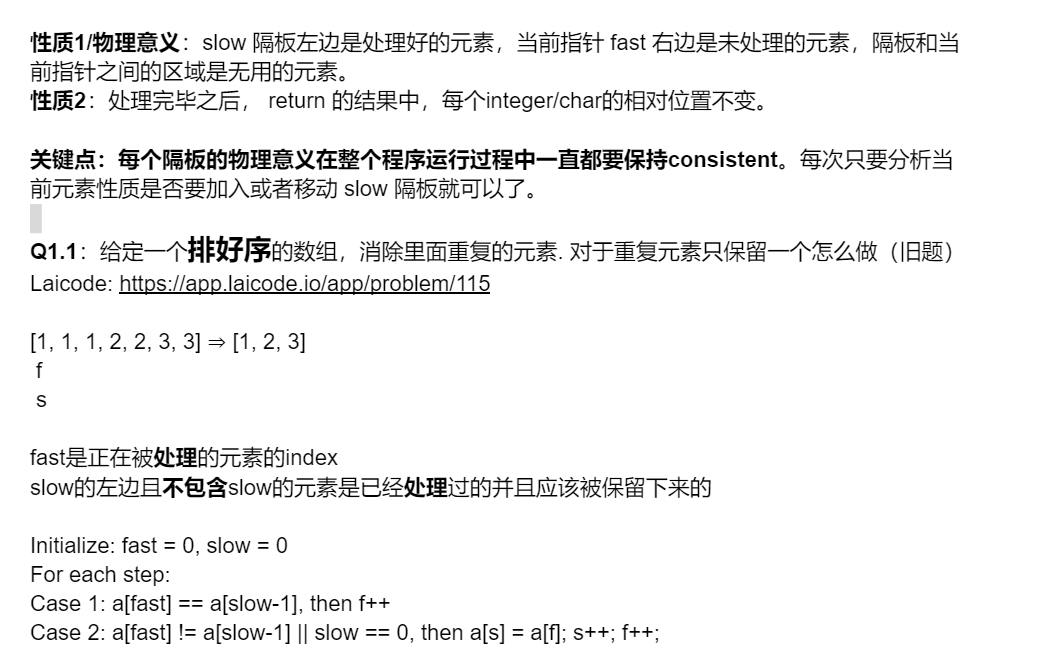 性质1/物理意义：slow 隔板左边是处理好的元素，当前指针 fast 右边是未处理的元素，隔板和当
前指针之间的区域是无用的元素。
性质2：处理完毕之后， return 的结果中，每个integer/char的相对位置不变。
关键点：每个隔板的物理意义在整个程序运行过程中一直都要保持consistent。每次只要分析当
前元素性质是否要加入或者移动 slow 隔板就可以了。
Q1.1：给定一个排好序的数组，消除里面重复的元素. 对于重复元素只保留一个怎么做（旧题）
Laicode: https://app.laicode.io/app/problem/115
[1, 1, 1, 2, 2, 3, 3] ⇒ [1, 2, 3]
f
s
fast是正在被处理的元素的index
slow的左边且不包含slow的元素是已经处理过的并且应该被保留下来的
Initialize: fast = 0, slow = 0
For each step:
Case 1: a[fast] == a[slow-1], then f++
Case 2: a[fast] != a[slow-1] || slow == 0, then a[s] = a[f]; s++; f++;